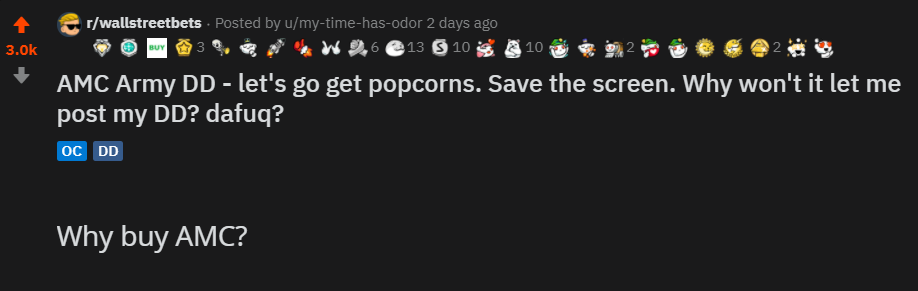 r/wallstreetbets · Posted by u/my-time-has-odor 2 days ago
3.0k
BUY 3 6 13 S 10 10 2 2
AMC Army DD - let's go get popcorns. Save the screen. Why won't it let me
post my DD? dafuq?
OC DD
Why buy AMC?